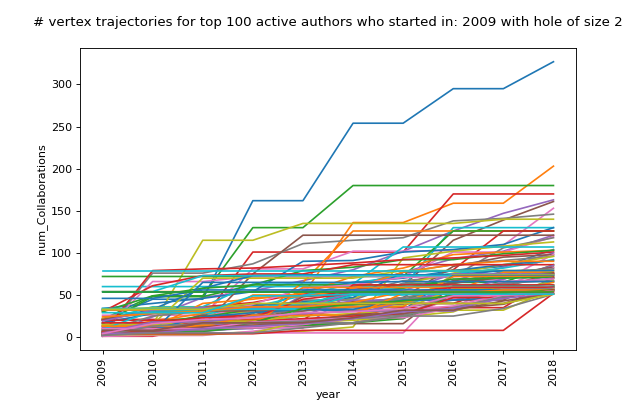 # vertex trajectories for top 100 active authors who started in: 2009 with hole of size 2
300
250
200
150
100
50
0
num_Collaborations
2009 2010 2011 2012 2013 2014 2015 2016 2017 2018
year